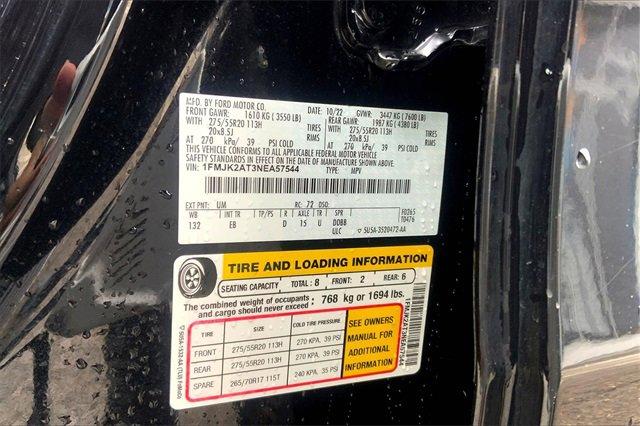 MFD. BY FORD MOTOR CO.
DATE: 10/22 GVWR: 3447 KG (7600 LB)
FRONT GAWR: 1610 KG (3550 LB) REAR GAWR: 1987 KG (4380 LB)
WITH 275/55R20 113H TIRES WITH 275/55R20 113H TIRES
20x8.5J RIMS 20x8.5J RIMS
AT 270 kPa/ 39 PSI COLD AT 270 kPa/ 39 PSI COLD
THIS VEHICLE CONFORMS TO ALL APPLICABLE FEDERAL MOTOR VEHICLE
SAFETY STANDARDS IN EFFECT ON THE DATE OF MANUFACTURE SHOWN ABOVE.
VIN: 1FMJK2AT3NEA57544 TYPE: MPV
EXT PNT: UM RC: 72 DSO:
WB INT TR TP/PS R AXLE TR SPR F0265
132 EB D 15 U DOBB T0476
ULC 5U5A-3520472-AA
TIRE AND LOADING INFORMATION
SEATING CAPACITY TOTAL: 8 FRONT: 2 REAR: 6
The combined weight of occupants
and cargo should never exceed : 768 kg or 1694 lbs.
TIRE SIZE COLD TIRE PRESSURE
FRONT 275/55R20 113H 270 KPA, 39 PSI
REAR 275/55R20 113H 270 KPA, 39 PSI
SPARE 265/70R17 115T 240 KPA, 35 PSI
SEE OWNERS
MANUAL FOR
ADDITIONAL
INFORMATION
1FMJK2AT3NEA57544